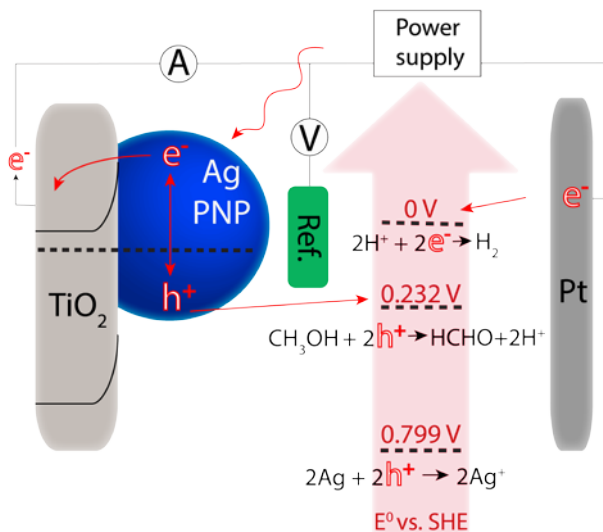 A
Power
supply
e⁻
e⁻
Ag
PNP
V
Ref.
h⁺
TiO₂
0 V
2H⁺ + 2e⁻→H₂
e⁻
0.232 V
CH₃OH + 2h⁺→HCHO+2H⁺
Pt
0.799 V
2Ag + 2h⁺ → 2Ag⁺
E⁰ vs. SHE